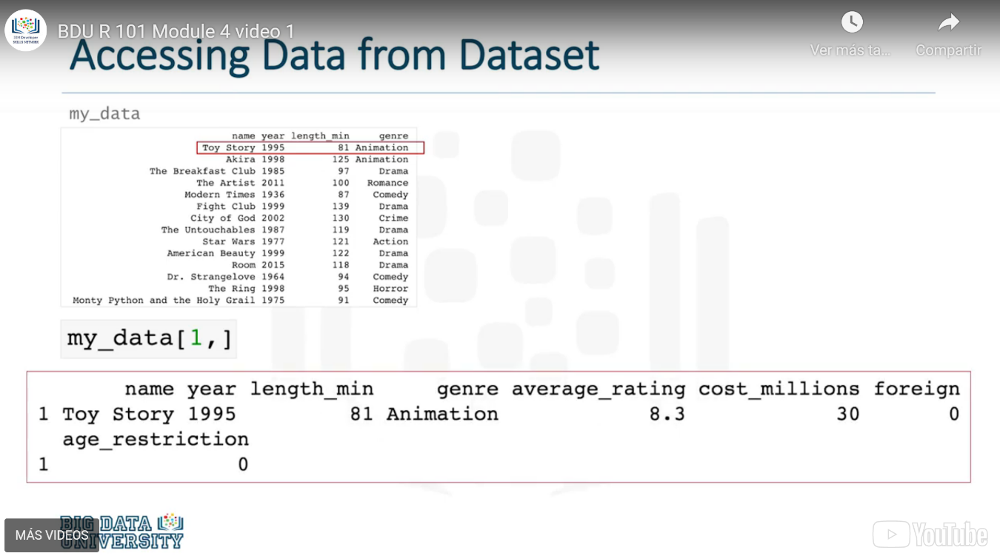 BDU R 101 Module 4 video 1
Ver más ta...
Compartir
Accessing Data from Dataset
my_data
name year length_min genre
Toy Story 1995 81 Animation
Akira 1998 125 Animation
The Breakfast Club 1985 97 Drama
The Artist 2011 100 Romance
Modern Times 1936 87 Comedy
Fight Club 1999 139 Drama
City of God 2002 130 Crime
The Untouchables 1987 119 Drama
Star Wars 1977 121 Action
American Beauty 1999 122 Drama
Room 2015 118 Drama
Dr. Strangelove 1964 94 Comedy
The Ring 1998 95 Horror
Monty Python and the Holy Grail 1975 91 Comedy
my_data[1,]
name year length_min genre average_rating cost_millions foreign
1 Toy Story 1995 81 Animation 8.3 30 0
age_restriction
1 0
BIG DATA
UNIVERSITY
MÁS VIDEOS
YouTube
IBM Developer
SKILLS NETWORK